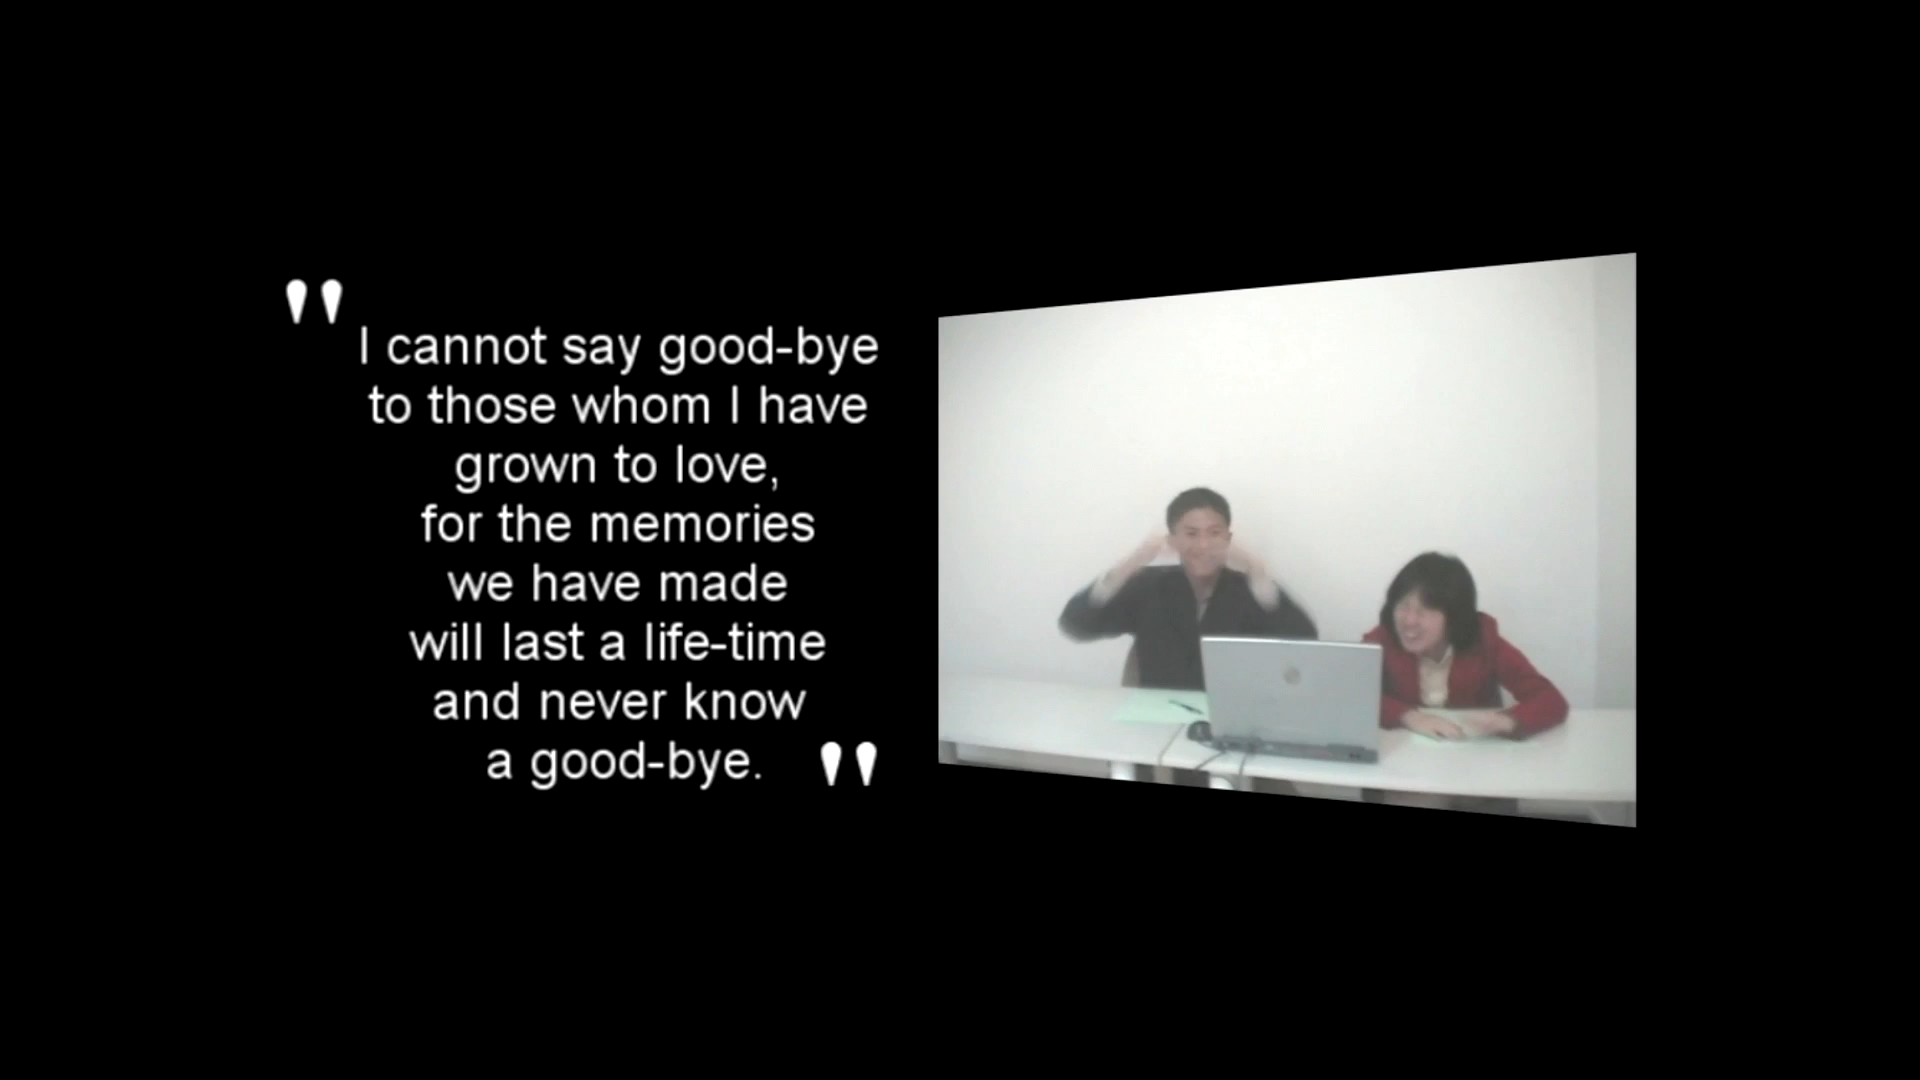 "I cannot say good-bye
to those whom I have
grown to love,
for the memories
we have made
will last a life-time
and never know
a good-bye."